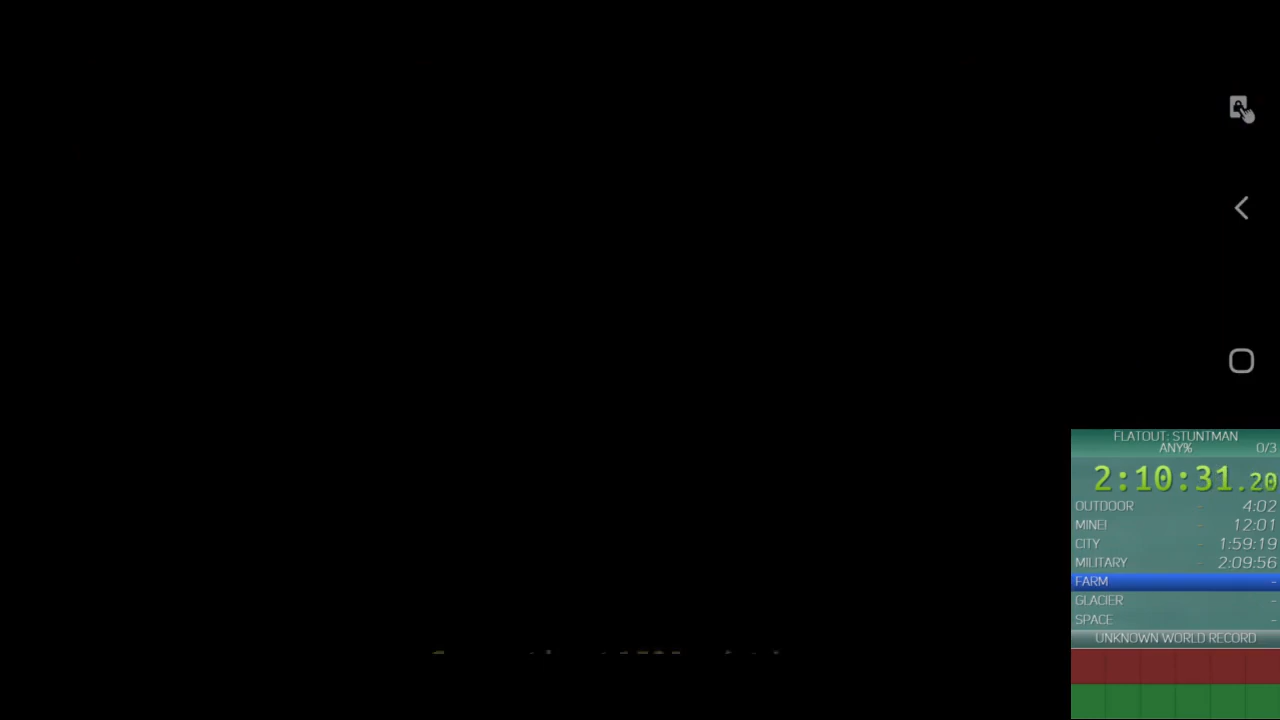 FLATOUT: STUNTMAN
ANY% 0/3
2:10:31.20
OUTDOOR - 4:02
MINEI - 12:01
CITY - 1:59:19
MILITARY - 2:09:56
FARM -
GLACIER -
SPACE -
UNKNOWN WORLD RECORD